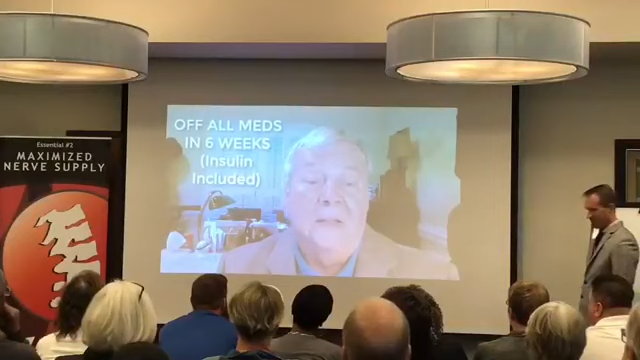 OFF ALL MEDS
IN 6 WEEKS
(Insulin
Included)
Essential #2
MAXIMIZED
NERVE SUPPLY